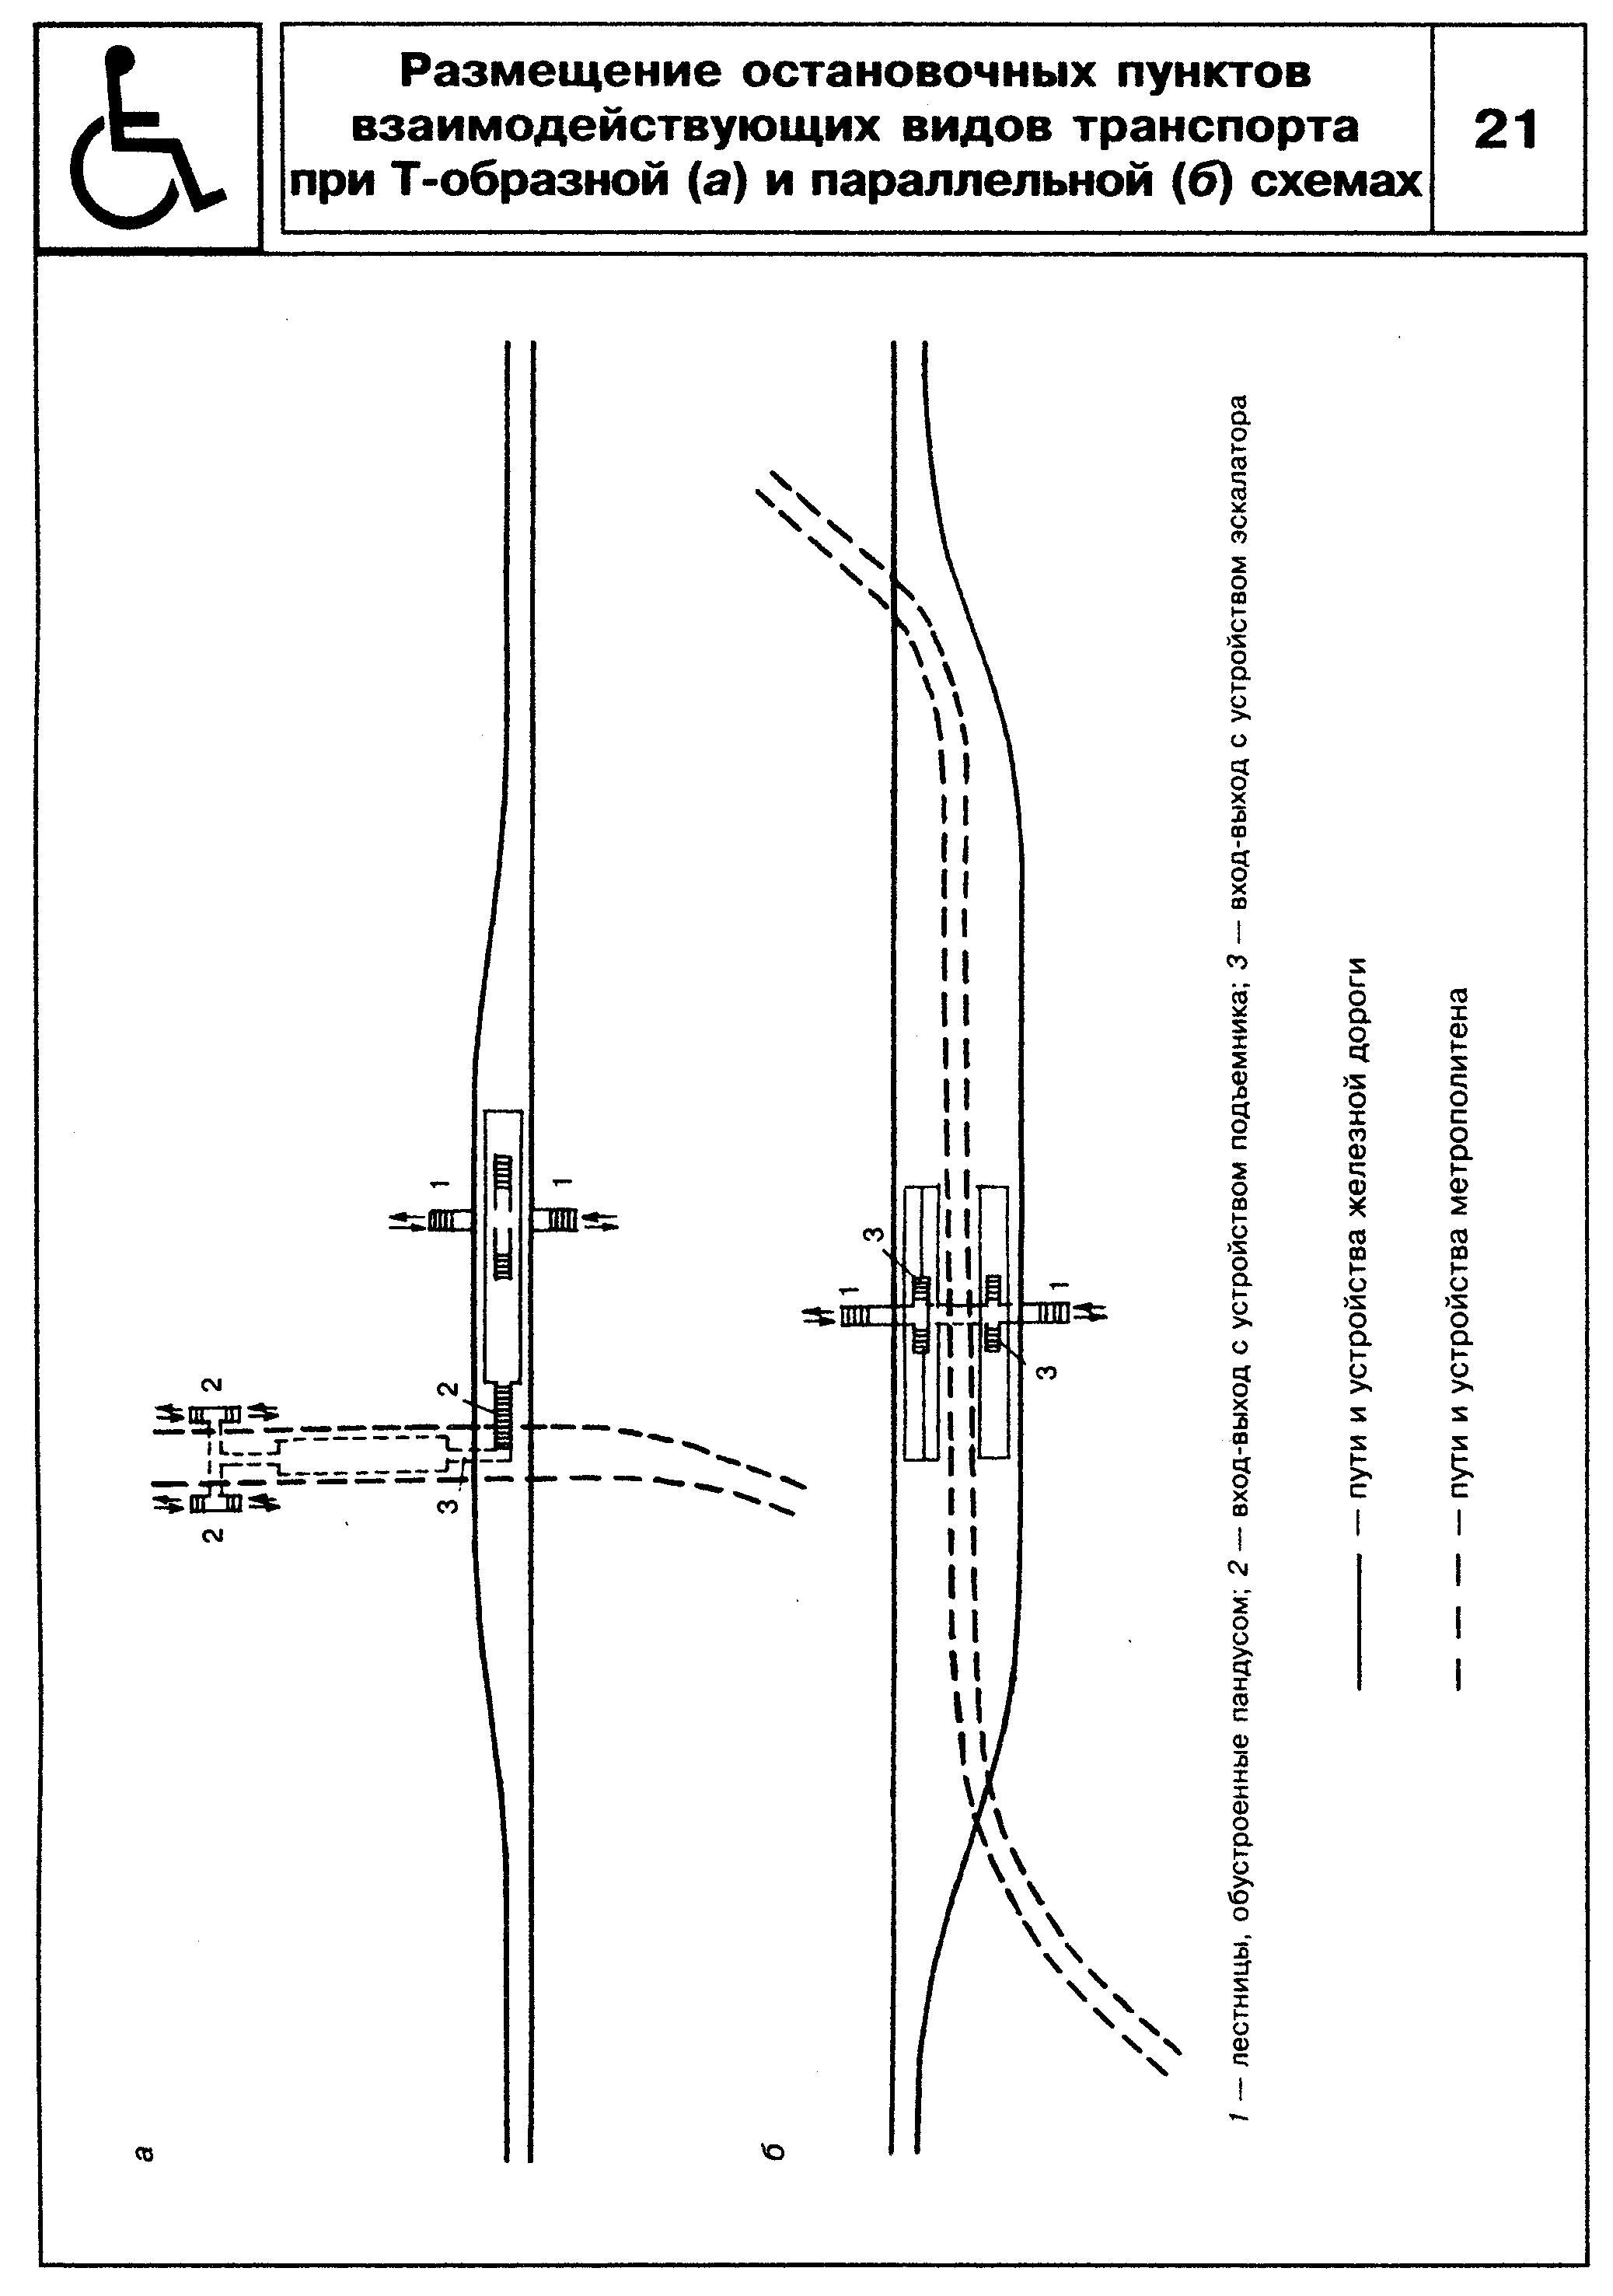 Размещение остановочных пунктов
взаимодействующих видов транспорта
при Т-образной (а) и параллельной (б) схемах
21
а
2
2
3
2
1
1
б
1
3
3
1
1 — лестницы, обустроенные пандусом; 2 — вход-выход с устройством подъемника; 3 — вход-выход с устройством эскалатора
— пути и устройства железной дороги
— пути и устройства метрополитена